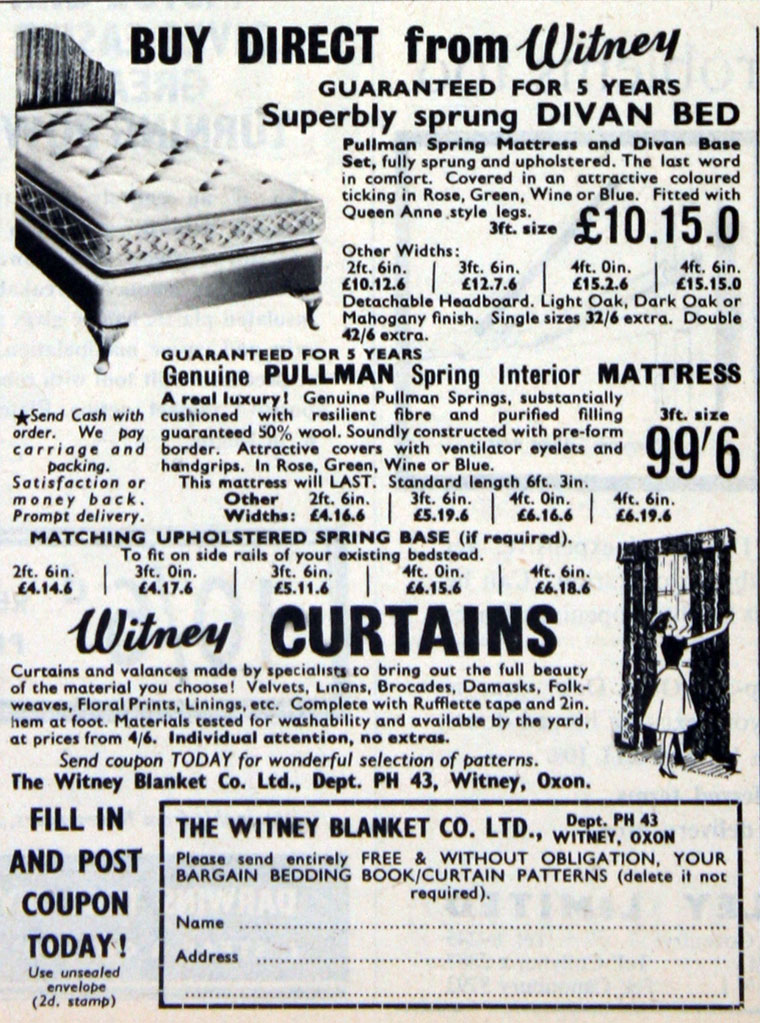 BUY DIRECT from Witney
GUARANTEED FOR 5 YEARS
Superbly sprung DIVAN BED
Pullman Spring Mattress and Divan Base
Set, fully sprung and upholstered. The last word
in comfort. Covered in an attractive coloured
ticking in Rose, Green, Wine or Blue. Fitted with
Queen Anne style legs.
3ft. size £10.15.0
Other Widths:
2ft. 6in. | 3ft. 6in. | 4ft. 0in. | 4ft. 6in.
£10.12.6 | £12.7.6 | £15.2.6 | £15.15.0
Detachable Headboard. Light Oak, Dark Oak or
Mahogany finish. Single sizes 32/6 extra. Double
42/6 extra.
GUARANTEED FOR 5 YEARS
Genuine PULLMAN Spring Interior MATTRESS
A real luxury! Genuine Pullman Springs, substantially
cushioned with resilient fibre and purified filling
guaranteed 50% wool. Soundly constructed with pre-form
border. Attractive covers with ventilator eyelets and
handgrips. In Rose, Green, Wine or Blue.
3ft. size
99'6
This mattress will LAST. Standard length 6ft. 3in.
Other Widths:
2ft. 6in. | 3ft. 6in. | 4ft. 0in. | 4ft. 6in.
£4.16.6 | £5.19.6 | £6.16.6 | £6.19.6
★Send Cash with
order. We pay
carriage and
packing.
Satisfaction or
money back.
Prompt delivery.
MATCHING UPHOLSTERED SPRING BASE (if required).
To fit on side rails of your existing bedstead.
2ft. 6in. | 3ft. 0in. | 3ft. 6in. | 4ft. 0in. | 4ft. 6in.
£4.14.6 | £4.17.6 | £5.11.6 | £6.15.6 | £6.18.6
Witney CURTAINS
Curtains and valances made by specialists to bring out the full beauty
of the material you choose! Velvets, Linens, Brocades, Damasks, Folk-
weaves, Floral Prints, Linings, etc. Complete with Rufflette tape and 2in.
hem at foot. Materials tested for washability and available by the yard,
at prices from 4/6. Individual attention, no extras.
Send coupon TODAY for wonderful selection of patterns.
The Witney Blanket Co. Ltd., Dept. PH 43, Witney, Oxon.
FILL IN
AND POST
COUPON
TODAY!
Use unsealed
envelope
(2d. stamp)
THE WITNEY BLANKET CO. LTD., Dept. PH 43
WITNEY, OXON
Please send entirely FREE & WITHOUT OBLIGATION, YOUR
BARGAIN BEDDING BOOK/CURTAIN PATTERNS (delete it not
required).
Name
Address